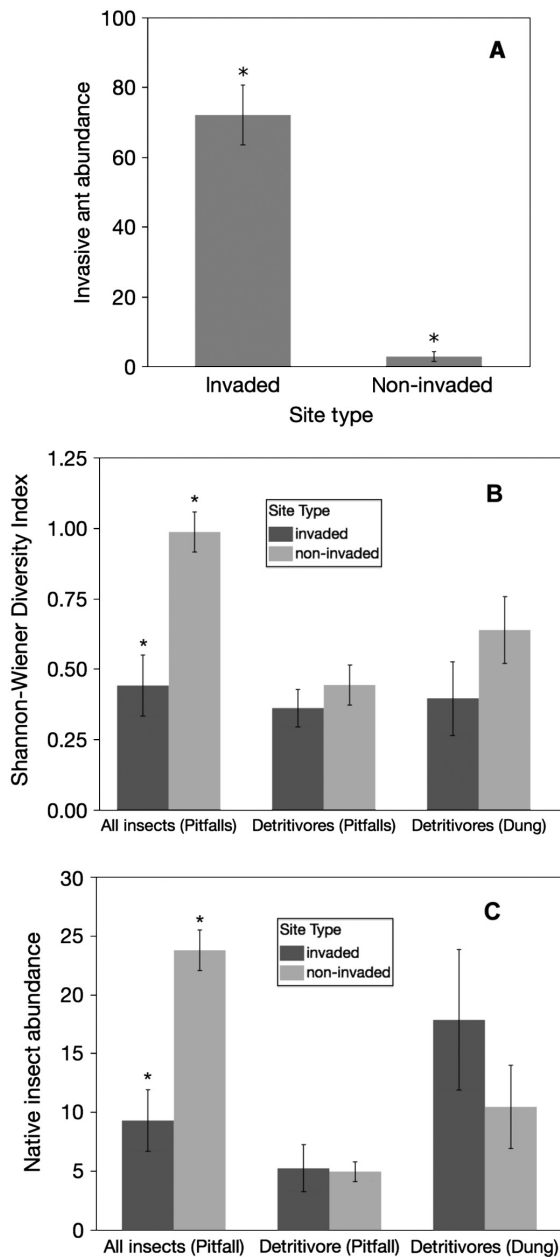 100
A
*
80
60
40
20
*
0
Invasive ant abundance
Invaded Non-invaded
Site type
1.25
B
*
1.00
Site Type
invaded
non-invaded
0.75
*
0.50
0.25
0.00
Shannon-Wiener Diversity Index
All insects (Pitfalls) Detritivores (Pitfalls) Detritivores (Dung)
30
C
*
25
Site Type
invaded
non-invaded
20
15
*
10
5
0
Native insect abundance
All insects (Pitfall) Detritivore (Pitfall) Detritivores (Dung)